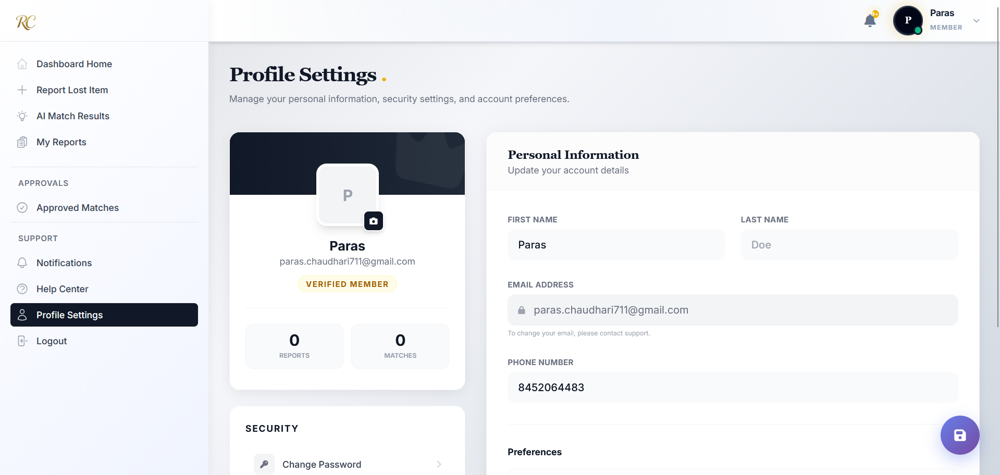 RC
9+
P
Paras
MEMBER
Dashboard Home
Report Lost Item
AI Match Results
My Reports
APPROVALS
Approved Matches
SUPPORT
Notifications
Help Center
Profile Settings
Logout
Profile Settings .
Manage your personal information, security settings, and account preferences.
P
Paras
paras.chaudhari711@gmail.com
VERIFIED MEMBER
0
REPORTS
0
MATCHES
SECURITY
Change Password
Personal Information
Update your account details
FIRST NAME
Paras
LAST NAME
Doe
EMAIL ADDRESS
paras.chaudhari711@gmail.com
To change your email, please contact support.
PHONE NUMBER
8452064483
Preferences